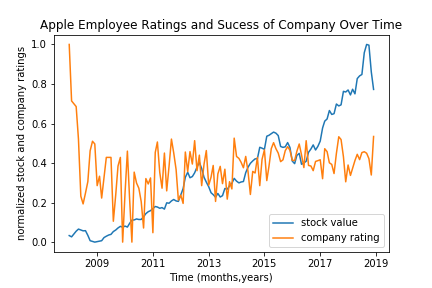 Apple Employee Ratings and Sucess of Company Over Time
normalized stock and company ratings
1.0
0.8
0.6
0.4
0.2
0.0
stock value
company rating
2009 2011 2013 2015 2017 2019
Time (months,years)